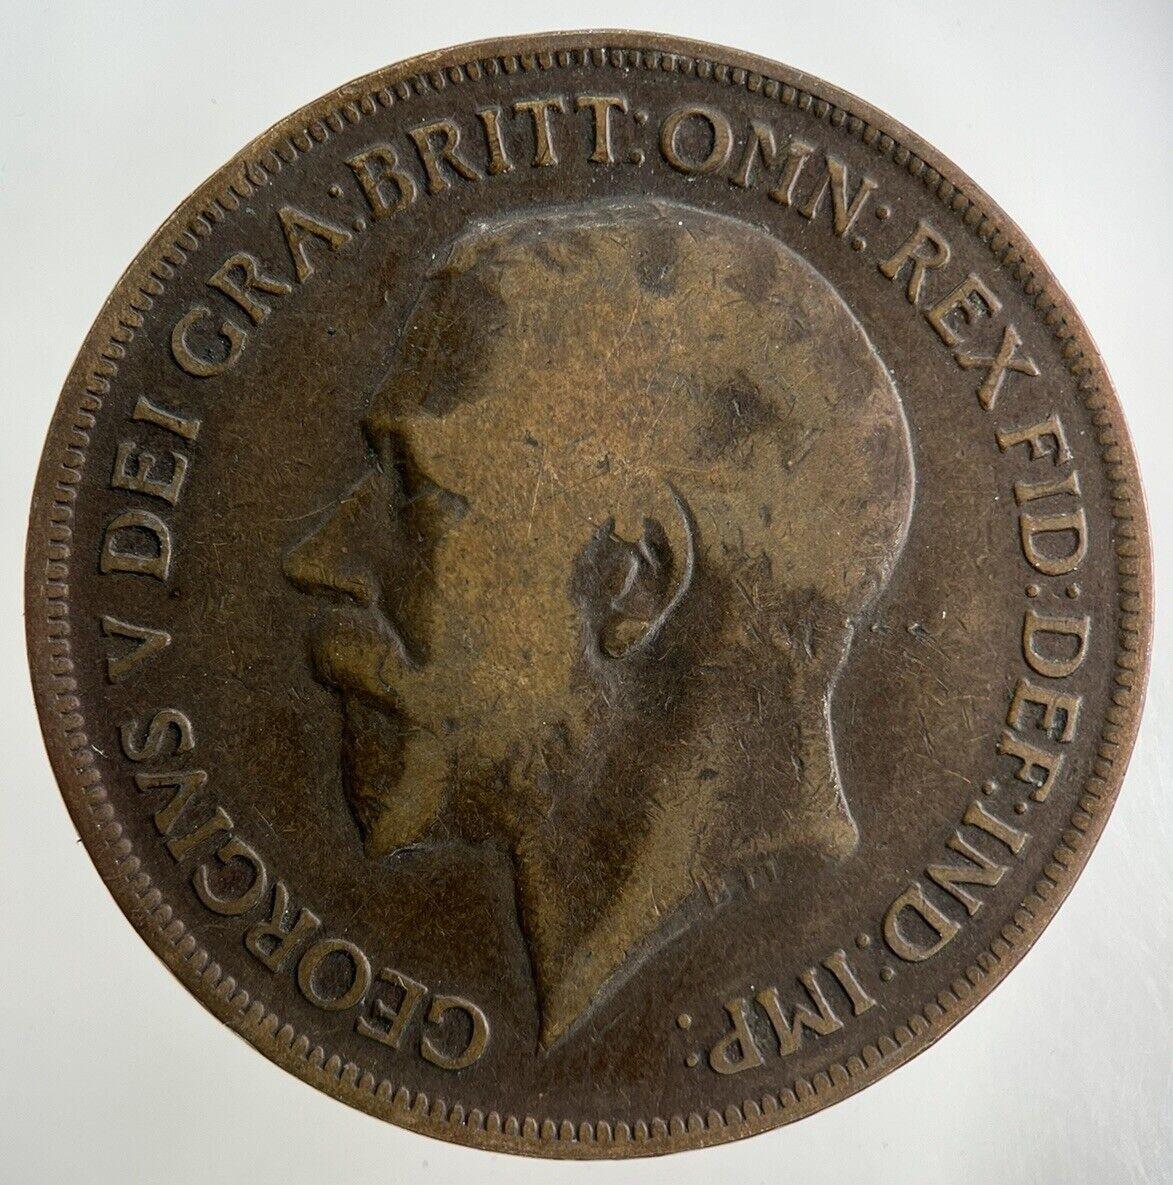 GEORGIVS V DEI GRA: BRITT: OMN: REX FID: DEF: IND: IMP: